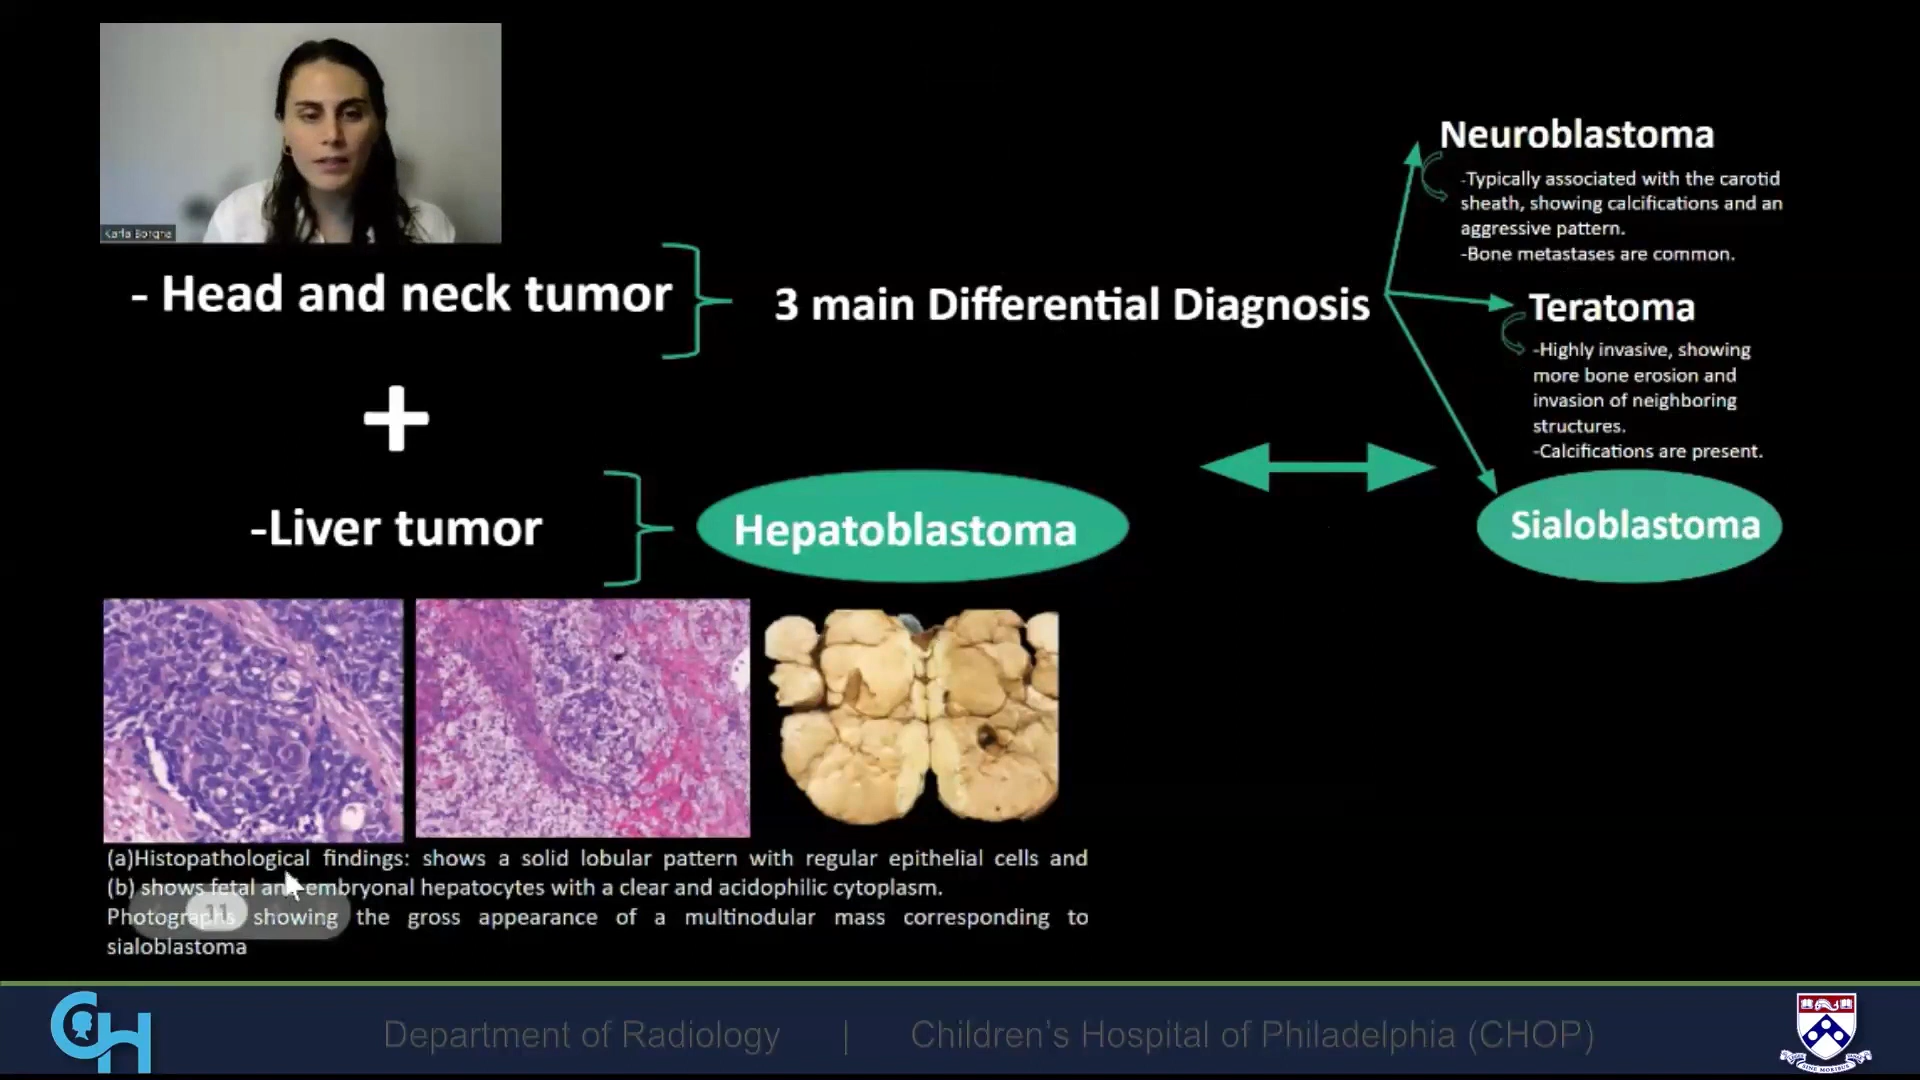 Karla Borgna
- Head and neck tumor
+
-Liver tumor
3 main Differential Diagnosis
Hepatoblastoma
Neuroblastoma
-Typically associated with the carotid
sheath, showing calcifications and an
aggressive pattern.
-Bone metastases are common.
Teratoma
-Highly invasive, showing
more bone erosion and
invasion of neighboring
structures.
-Calcifications are present.
Sialoblastoma
(a)Histopathological findings: shows a solid lobular pattern with regular epithelial cells and
(b) shows fetal and embryonal hepatocytes with a clear and acidophilic cytoplasm.
Photographs showing the gross appearance of a multinodular mass corresponding to
sialoblastoma
11
CH
Department of Radiology | Children's Hospital of Philadelphia (CHOP)